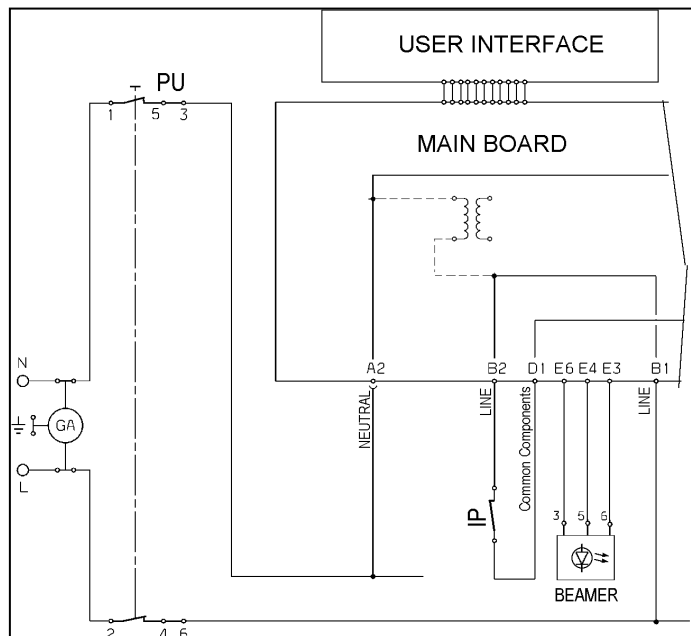 USER INTERFACE
PU
1 5 3
MAIN BOARD
N
A2 B2 D1 E6 E4 E3 B1
GA
NEUTRAL
LINE
Common Components
LINE
L
IP
3 5 6
BEAMER
2 4 6